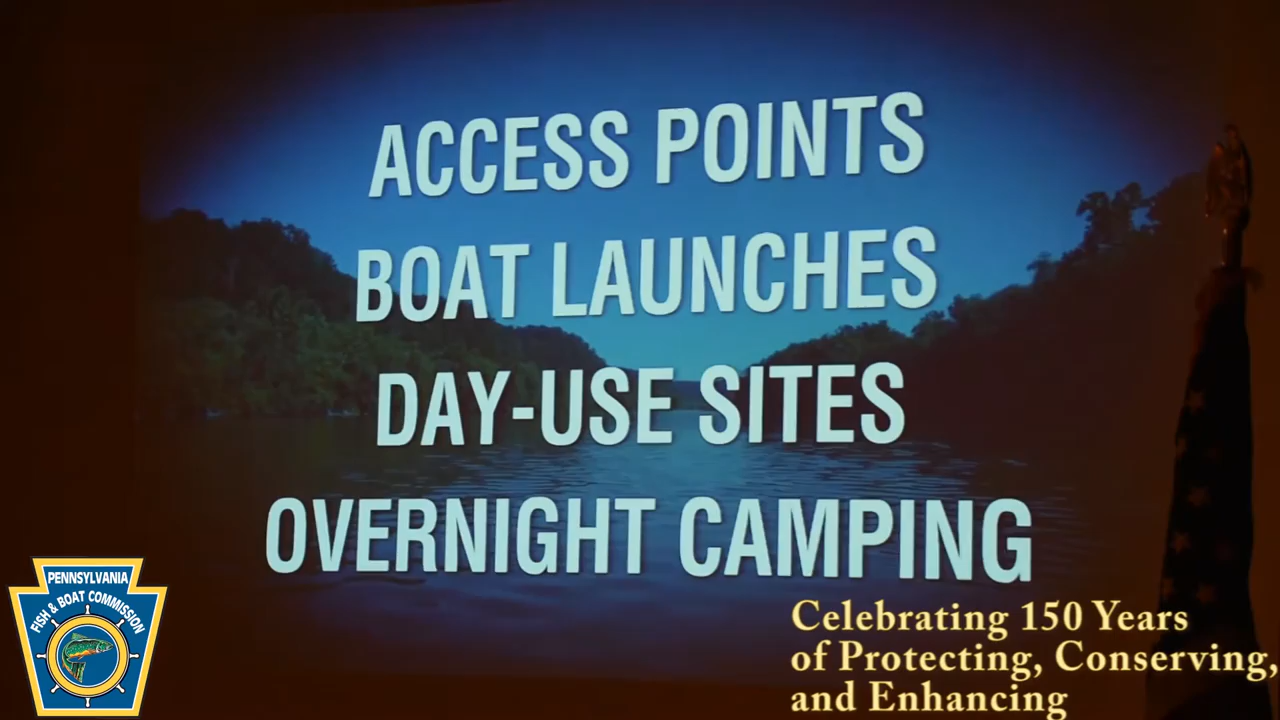 ACCESS POINTS
BOAT LAUNCHES
DAY-USE SITES
OVERNIGHT CAMPING
PENNSYLVANIA
FISH & BOAT COMMISSION
Celebrating 150 Years
of Protecting, Conserving,
and Enhancing